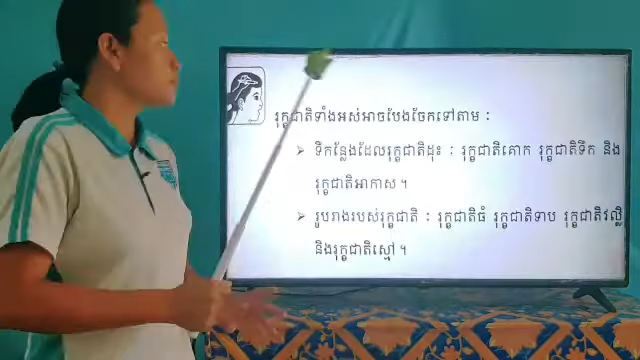 រុក្ខជាតិទាំងអស់អាចបែងចែកទៅតាម ៖
➢ ទីកន្លែងដែលរុក្ខជាតិដុះ ៖ រុក្ខជាតិគោក រុក្ខជាតិទឹក និង
រុក្ខជាតិអាកាស ។
➢ រូបរាងរបស់រុក្ខជាតិ ៖ រុក្ខជាតិធំ រុក្ខជាតិទាប រុក្ខជាតិវល្លិ
និងរុក្ខជាតិស្មៅ ។